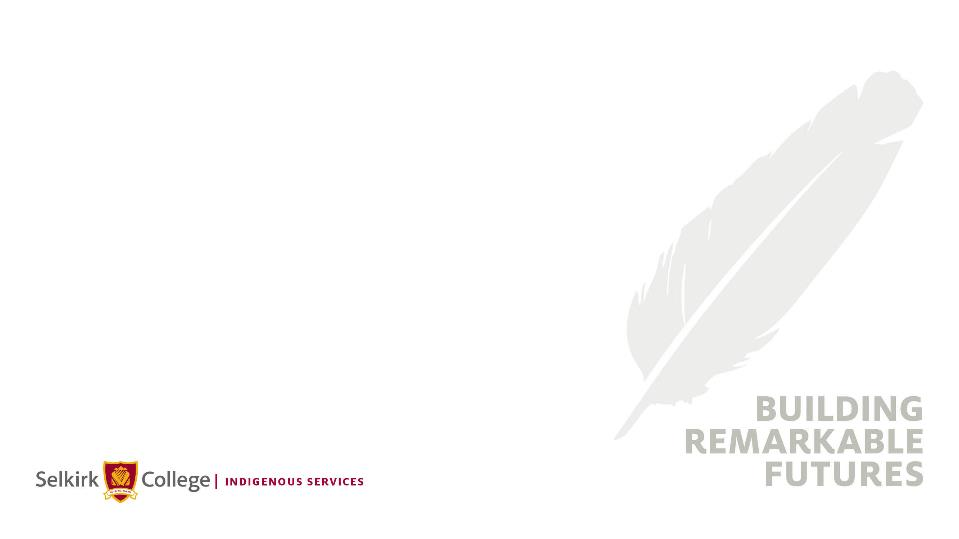 BUILDING
REMARKABLE
FUTURES
Selkirk College | INDIGENOUS SERVICES